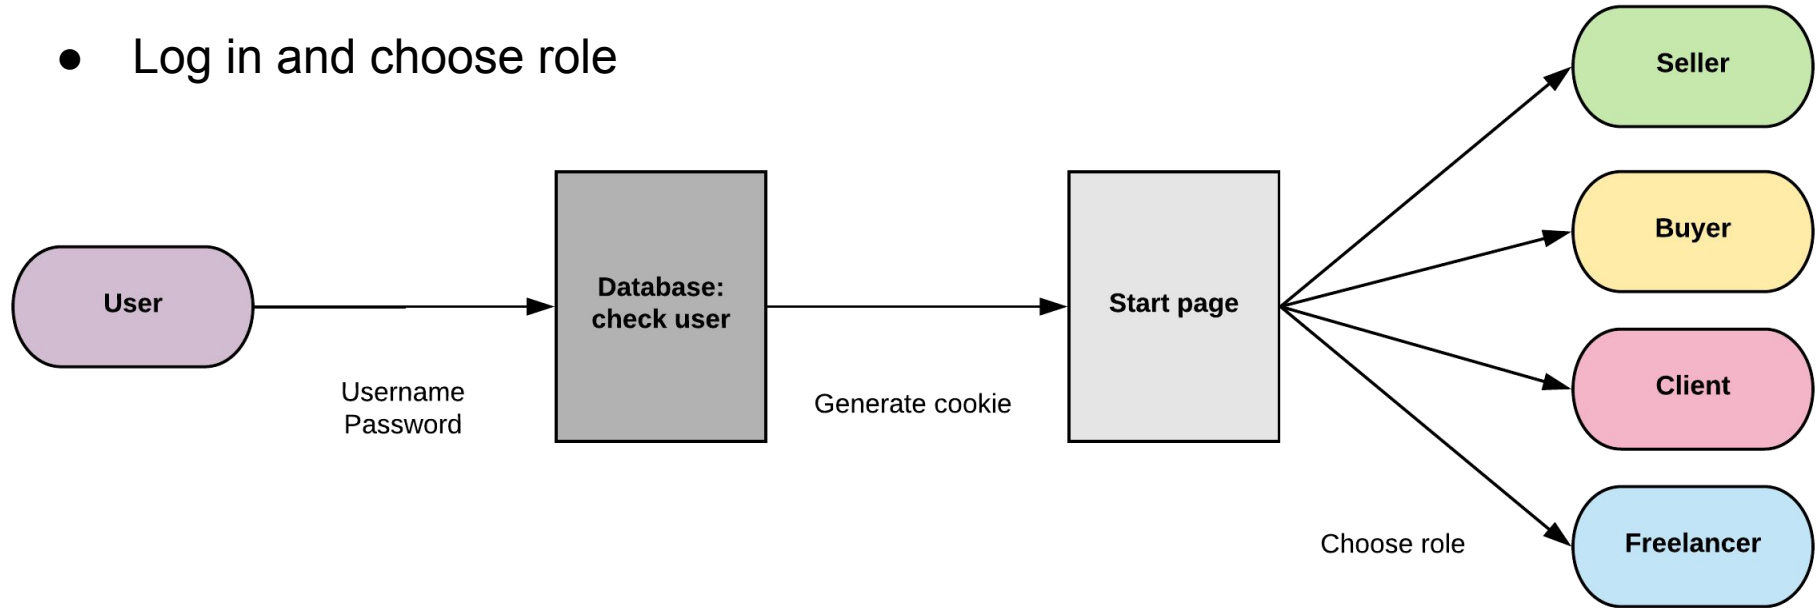 ● Log in and choose role
Seller
Buyer
User
Database:
check user
Start page
Client
Username
Password
Generate cookie
Choose role
Freelancer